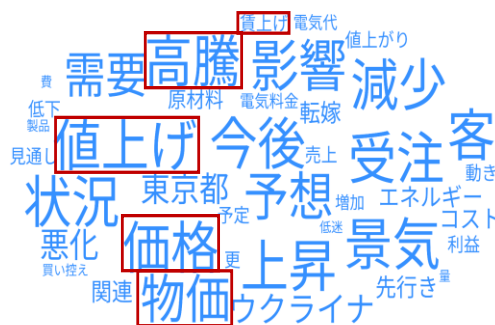 賃上げ 電気代
高騰 影響 値上がり
費 需要 減少
原材料 電気料金 転嫁
低下
製品 値上げ 今後 受注 客
見通し 売上 動き
状況 東京都 予想 増加 エネルギー
予定 低迷 コスト
悪化 価格 更 上昇 景気 利益
買い控え 先行き 量
関連 物価 ウクライナ